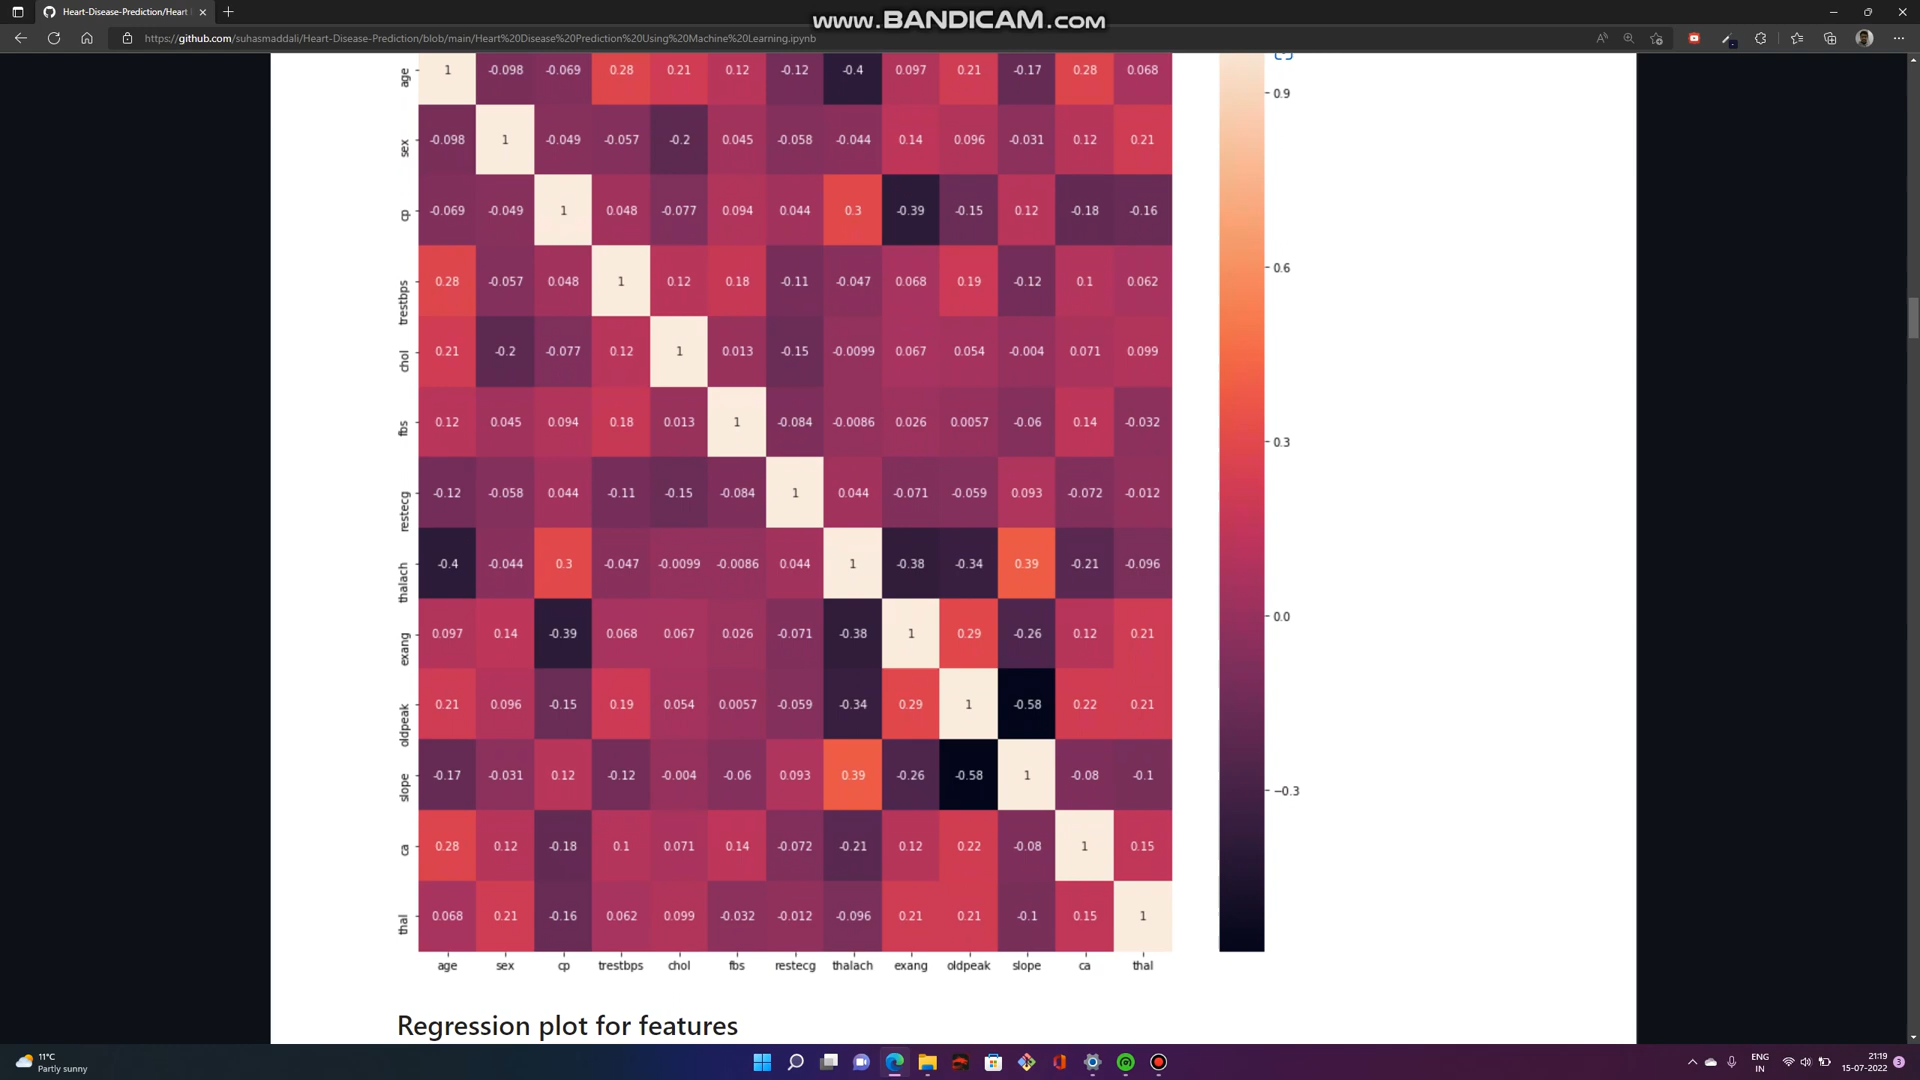 Heart-Disease-Prediction/Heart
www.BANDICAM.com
https://github.com/suhasmaddali/Heart-Disease-Prediction/blob/main/Heart%20Disease%20Prediction%20Using%20Machine%20Learning.ipynb
age 1 -0.098 -0.069 0.28 0.21 0.12 -0.12 -0.4 0.097 0.21 -0.17 0.28 0.068
sex -0.098 1 -0.049 -0.057 -0.2 0.045 -0.058 -0.044 0.14 0.096 -0.031 0.12 0.21
cp -0.069 -0.049 1 0.048 -0.077 0.094 0.044 0.3 -0.39 -0.15 0.12 -0.18 -0.16
trestbps 0.28 -0.057 0.048 1 0.12 0.18 -0.11 -0.047 0.068 0.19 -0.12 0.1 0.062
chol 0.21 -0.2 -0.077 0.12 1 0.013 -0.15 -0.0099 0.067 0.054 -0.004 0.071 0.099
fbs 0.12 0.045 0.094 0.18 0.013 1 -0.084 -0.0086 0.026 0.0057 -0.06 0.14 -0.032
restecg -0.12 -0.058 0.044 -0.11 -0.15 -0.084 1 0.044 -0.071 -0.059 0.093 -0.072 -0.012
thalach -0.4 -0.044 0.3 -0.047 -0.0099 -0.0086 0.044 1 -0.38 -0.34 0.39 -0.21 -0.096
exang 0.097 0.14 -0.39 0.068 0.067 0.026 -0.071 -0.38 1 0.29 -0.26 0.12 0.21
oldpeak 0.21 0.096 -0.15 0.19 0.054 0.0057 -0.059 -0.34 0.29 1 -0.58 0.22 0.21
slope -0.17 -0.031 0.12 -0.12 -0.004 -0.06 0.093 0.39 -0.26 -0.58 1 -0.08 -0.1
ca 0.28 0.12 -0.18 0.1 0.071 0.14 -0.072 -0.21 0.12 0.22 -0.08 1 0.15
thal 0.068 0.21 -0.16 0.062 0.099 -0.032 -0.012 -0.096 0.21 0.21 -0.1 0.15 1
age sex cp trestbps chol fbs restecg thalach exang oldpeak slope ca thal
0.9
0.6
0.3
0.0
−0.3
Regression plot for features
11°C
Partly sunny
ENG
IN
21:19
15-07-2022
3